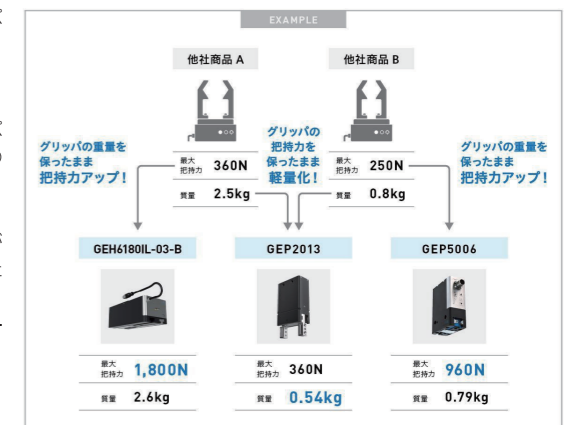 EXAMPLE
他社商品 A
他社商品 B
グリッパの重量を
保ったまま
把持力アップ！
グリッパの
把持力を
保ったまま
軽量化！
グリッパの重量を
保ったまま
把持力アップ！
最大
把持力 360N
質量 2.5kg
最大
把持力 250N
質量 0.8kg
GEH6180IL-03-B
GEP2013
GEP5006
最大
把持力 1,800N
質量 2.6kg
最大
把持力 360N
質量 0.54kg
最大
把持力 960N
質量 0.79kg